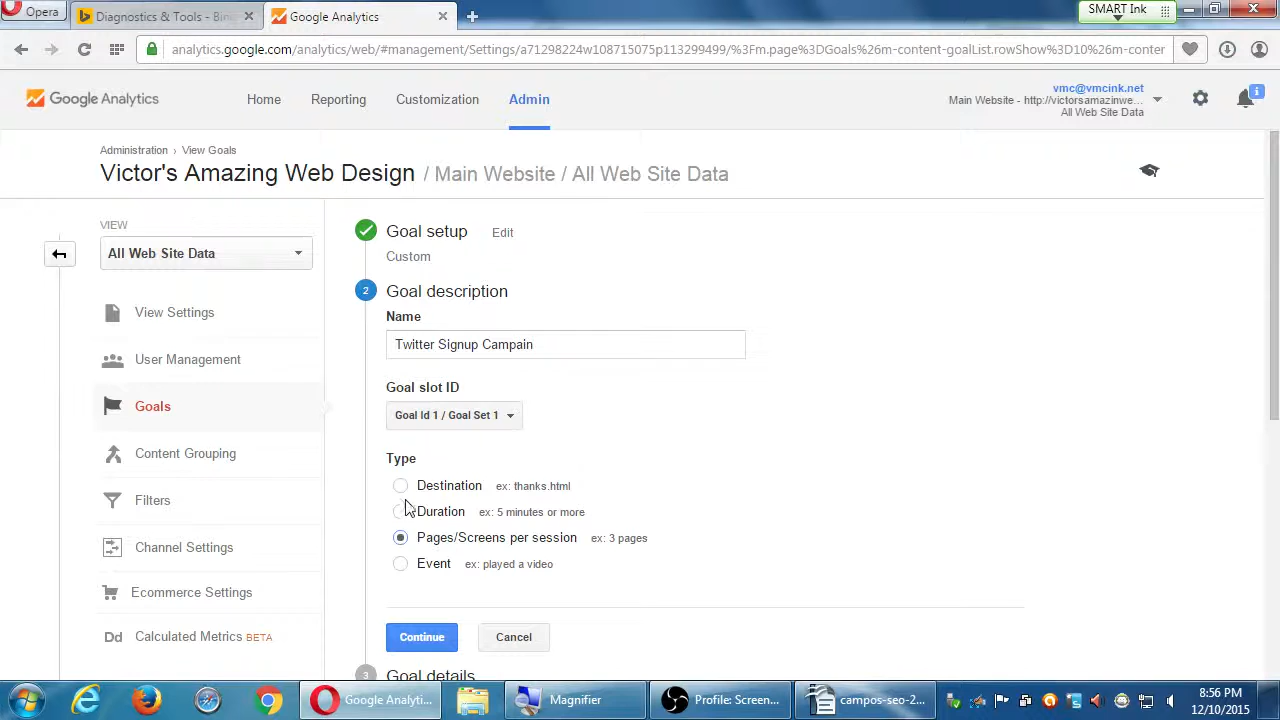 Opera
Diagnostics & Tools - Bin
Google Analytics
SMART Ink
analytics.google.com/analytics/web/#management/Settings/a71298224w108715075p113299499/%3Fm.page%3DGoals%26m-content-goalList.rowShow%3D10%26m-conter
Google Analytics
Home
Reporting
Customization
Admin
vmc@vmcink.net
Main Website - http://victorsamazinwe...
All Web Site Data
Administration › View Goals
Victor's Amazing Web Design / Main Website / All Web Site Data
VIEW
All Web Site Data
View Settings
User Management
Goals
Content Grouping
Filters
Channel Settings
Ecommerce Settings
Dd Calculated Metrics BETA
Goal setup Edit
Custom
2 Goal description
Name
Twitter Signup Campain
Goal slot ID
Goal Id 1 / Goal Set 1
Type
Destination ex: thanks.html
Duration ex: 5 minutes or more
Pages/Screens per session ex: 3 pages
Event ex: played a video
Continue
Cancel
3 Goal details
Google Analyti...
Magnifier
Profile: Screen...
campos-seo-2...
8:56 PM
12/10/2015